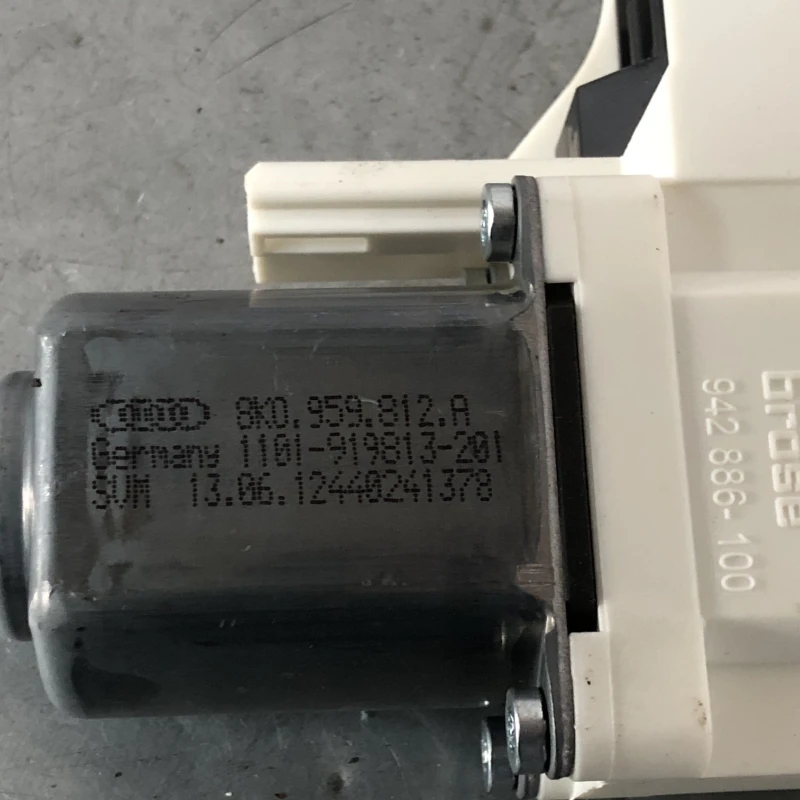 8K0.959.812.A
Germany 1101-919813-201
SVM 13.06.12440241378
brose
942 886-100